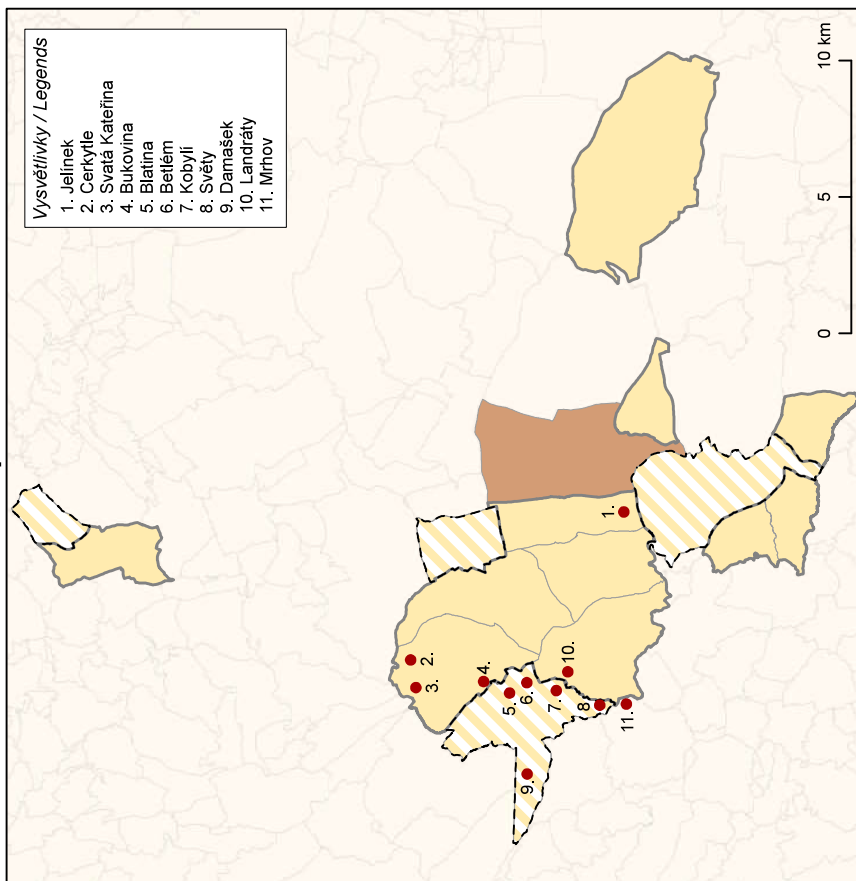 Vysvětlivky / Legends
1. Jelínek
2. Cerkytle
3. Svatá Kateřina
4. Bukovina
5. Blatina
6. Betlém
7. Kobylí
8. Světy
9. Damašek
10. Landráty
11. Mrhov
1.
2.
3.
4.
5.
6.
7.
8.
9.
10.
11.
0 5 10 km